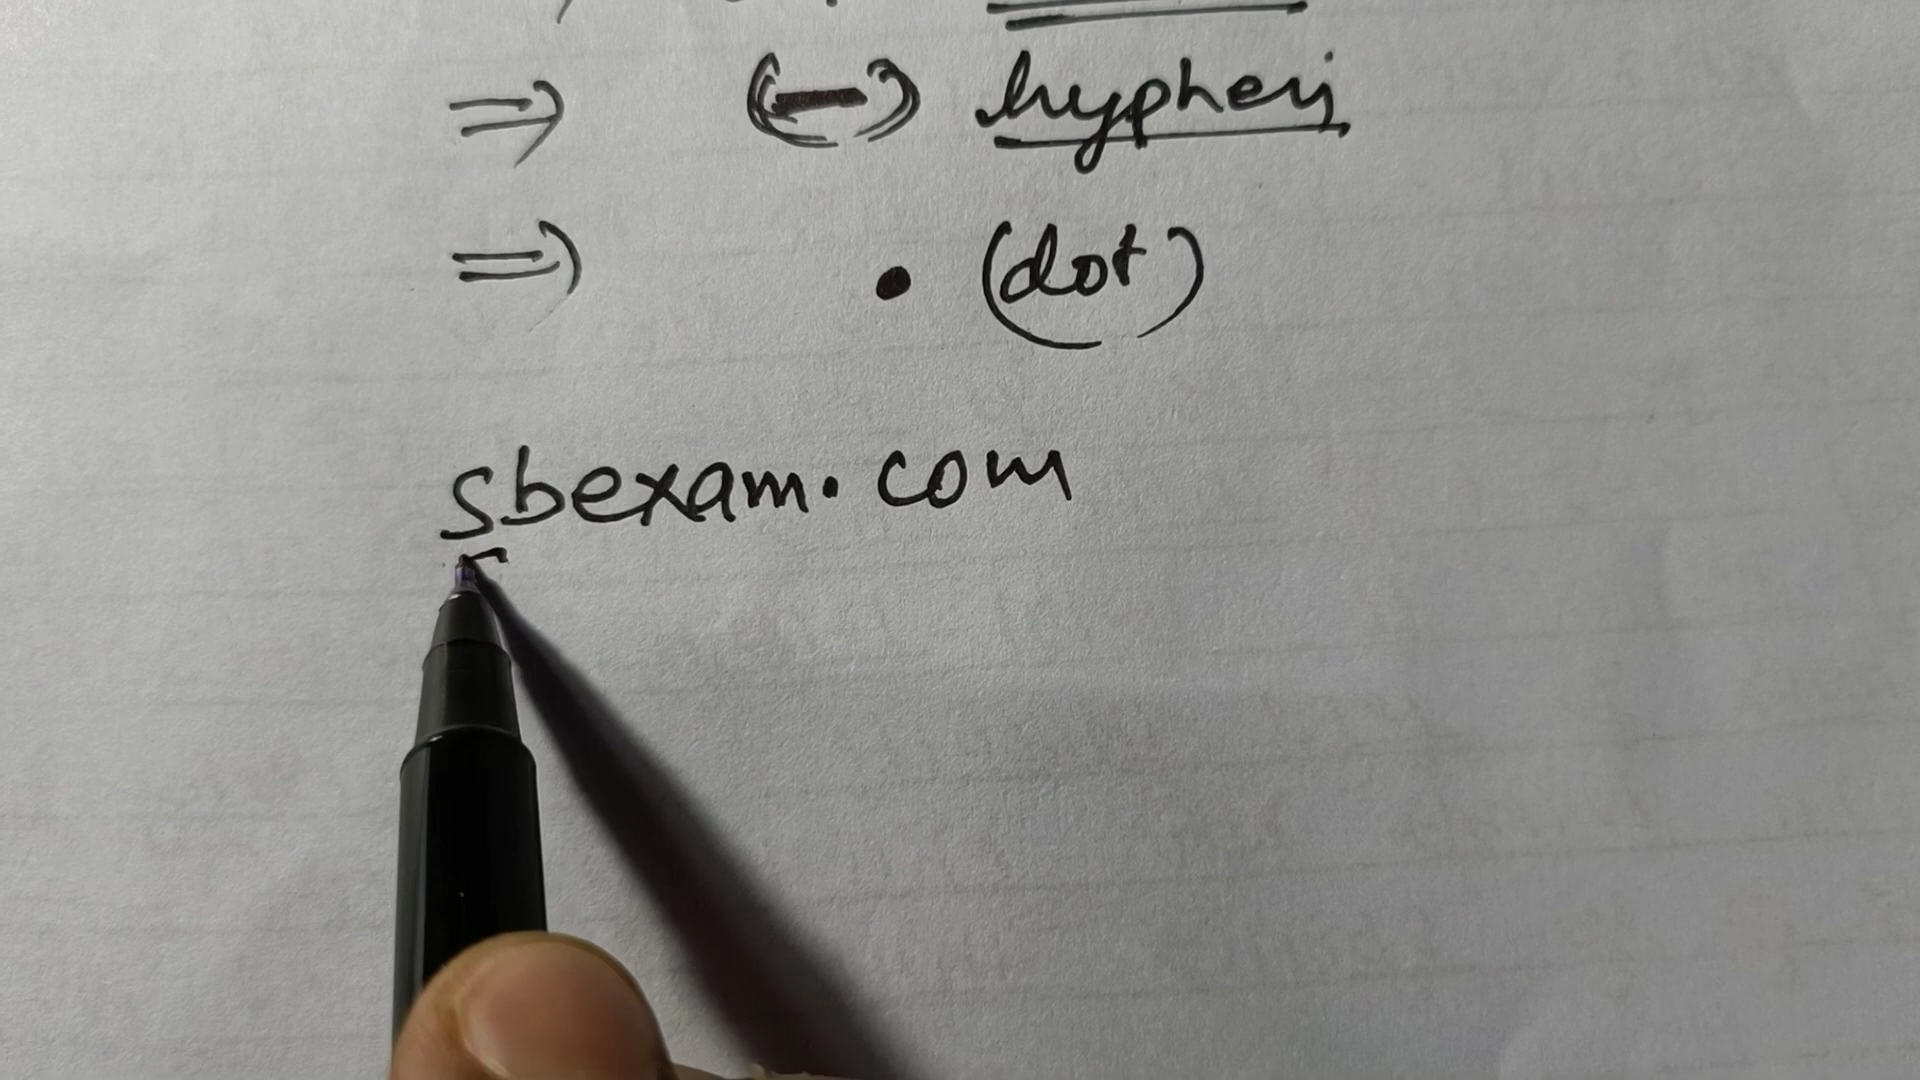 ⇒ (-) hyphen
⇒ • (dot)
sbexam.com